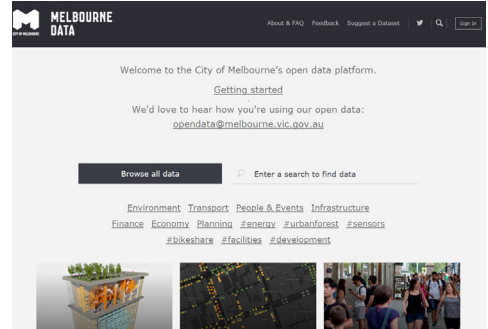 MELBOURNE
DATA
CITY OF MELBOURNE
About & FAQ Feedback Suggest a Dataset Sign In
Welcome to the City of Melbourne's open data platform.
Getting started
We'd love to hear how you're using our open data:
opendata@melbourne.vic.gov.au
Browse all data Enter a search to find data
Environment Transport People & Events Infrastructure
Finance Economy Planning #energy #urbanforest #sensors
#bikeshare #facilities #development